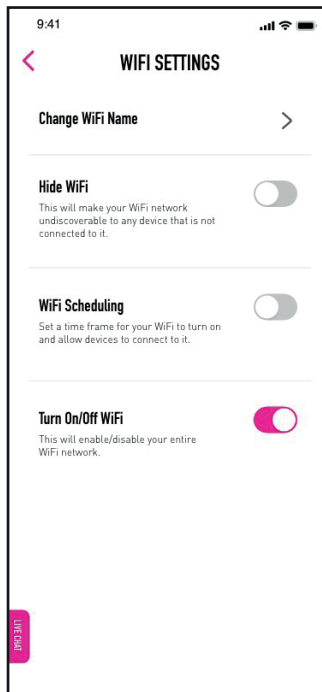 9:41
WIFI SETTINGS
Change WiFi Name
Hide WiFi
This will make your WiFi network
undiscoverable to any device that is not
connected to it.
WiFi Scheduling
Set a time frame for your WiFi to turn on
and allow devices to connect to it.
Turn On/Off WiFi
This will enable/disable your entire
WiFi network.
LIVE CHAT